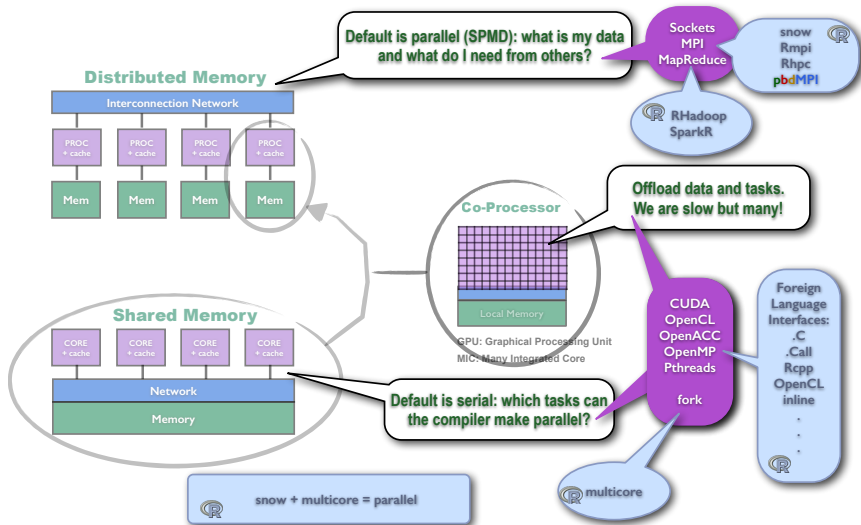 Default is parallel (SPMD): what is my data
and what do I need from others?
Sockets
MPI
MapReduce
R
snow
Rmpi
Rhpc
pbdMPI
Distributed Memory
Interconnection Network
PROC
+ cache
PROC
+ cache
PROC
+ cache
PROC
+ cache
Mem
Mem
Mem
Mem
R
RHadoop
SparkR
Offload data and tasks.
We are slow but many!
Co-Processor
Local Memory
GPU: Graphical Processing Unit
MIC: Many Integrated Core
CUDA
OpenCL
OpenACC
OpenMP
Pthreads
fork
Foreign
Language
Interfaces:
.C
.Call
Rcpp
OpenCL
inline
.
.
.
R
Shared Memory
CORE
+ cache
CORE
+ cache
CORE
+ cache
CORE
+ cache
Network
Memory
Default is serial: which tasks can
the compiler make parallel?
R multicore
R snow + multicore = parallel